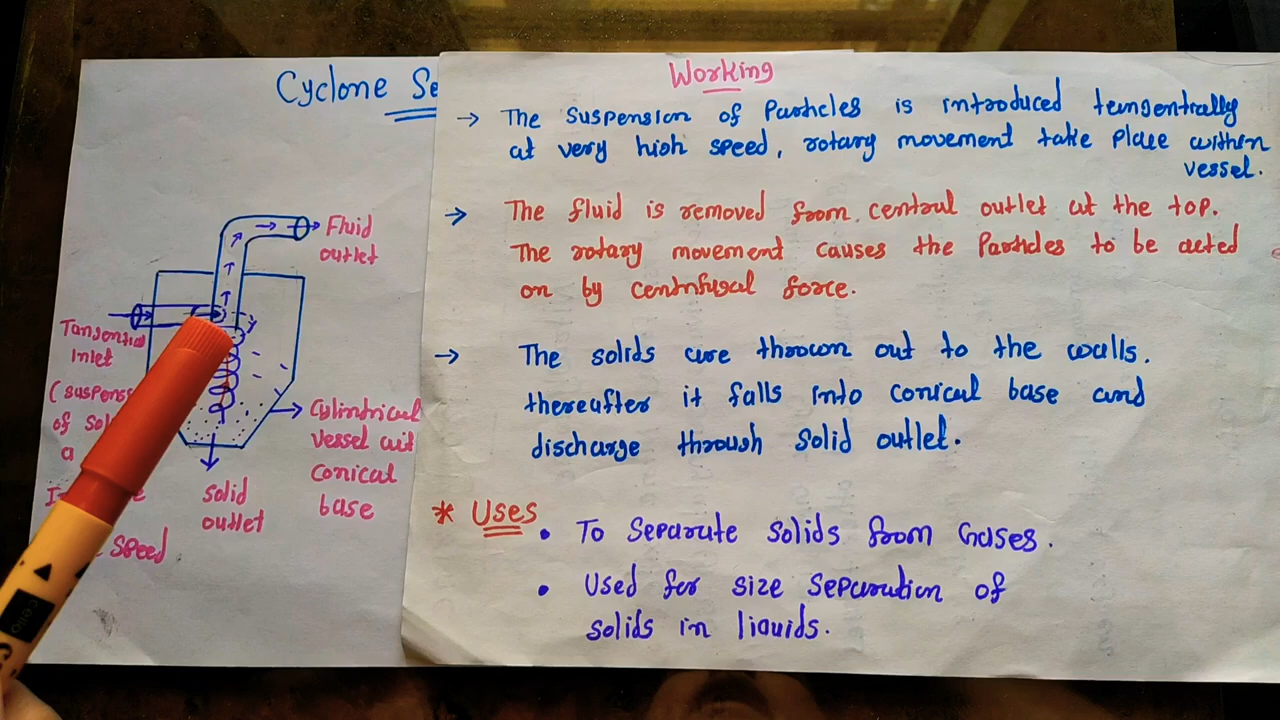 Cyclone Se
Fluid
outlet
Tangential
inlet
(suspens
of sol
a
speed
solid
outlet
Cylindrical
vessel wit
conical
base
Working
→ The suspension of Particles is introduced tangentially
at very high speed, rotary movement take place within
vessel.
→ The fluid is removed from central outlet at the top.
The rotary movement causes the Particles to be acted
on by centrifugal force.
→ The solids are thrown out to the walls.
thereafter it falls into conical base and
discharge through solid outlet.
* Uses
• To Separate solids from Gases.
• Used for size separation of
solids in liquids.
cello